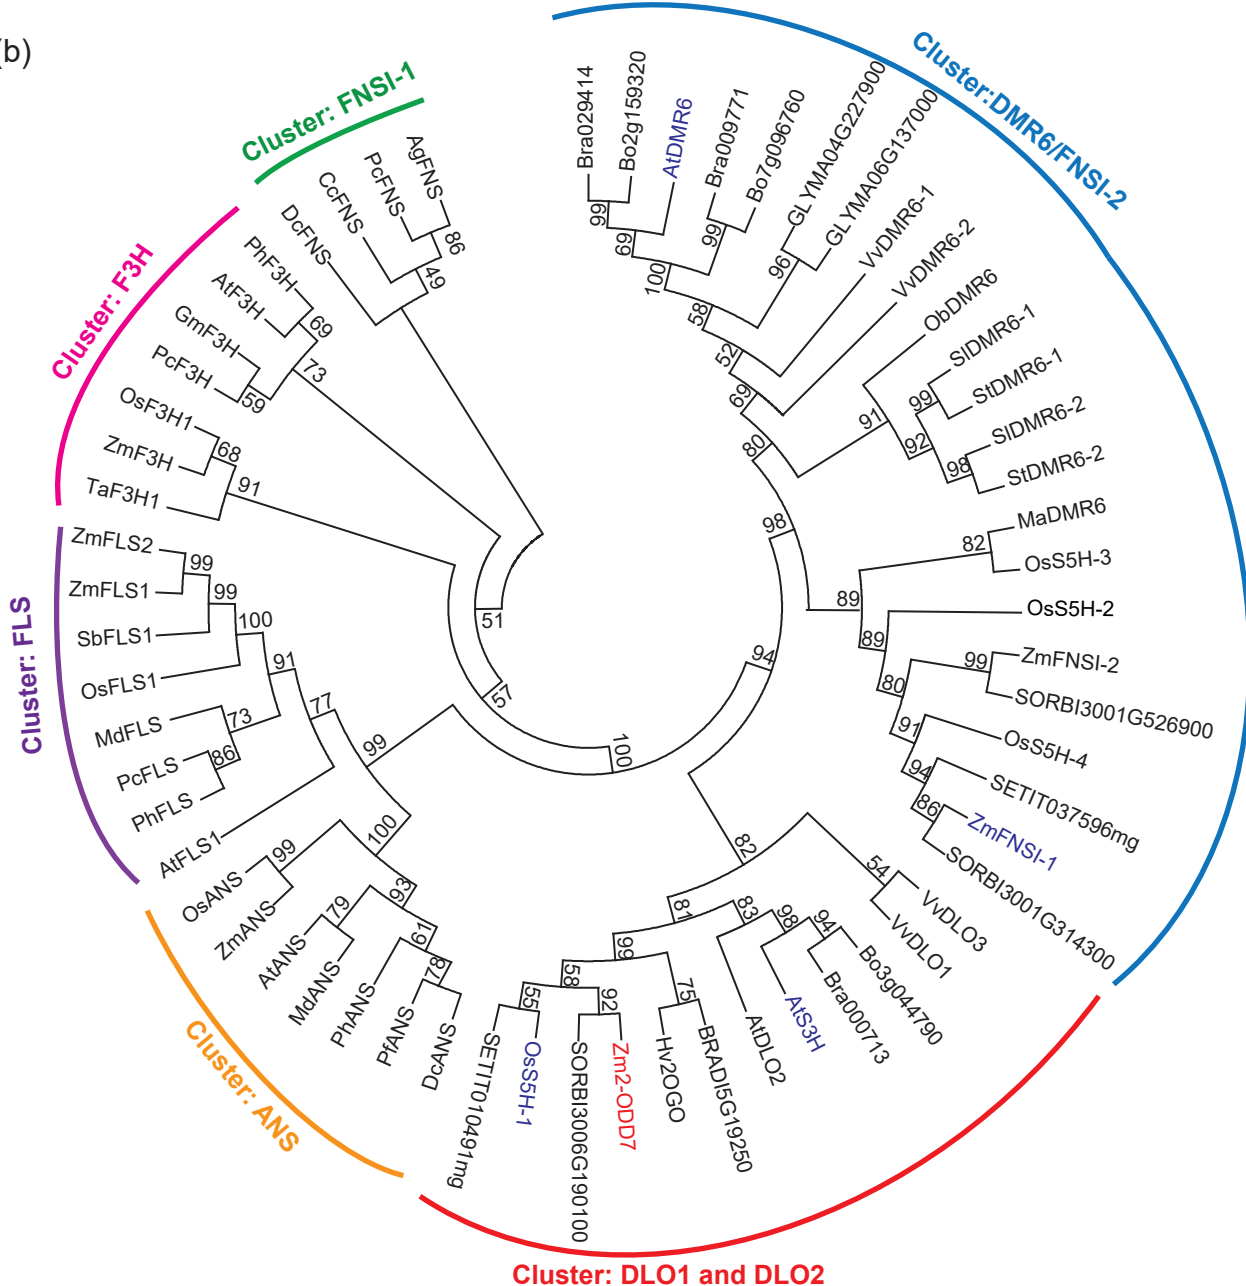 (b)
Cluster: FNSI-1
AgFNS
PcFNS
CcFNS
DcFNS
86
49
Cluster: F3H
PhF3H
AtF3H
GmF3H
PcF3H
OsF3H1
ZmF3H
TaF3H1
69
73
59
68
91
Cluster: FLS
ZmFLS2
ZmFLS1
SbFLS1
OsFLS1
MdFLS
PcFLS
PhFLS
AtFLS1
99
99
100
91
77
73
86
99
Cluster: ANS
OsANS
ZmANS
AtANS
MdANS
PhANS
PfANS
DcANS
99
100
93
79
61
78
Cluster: DLO1 and DLO2
SETIT010491mg
OsS5H-1
SORBI3006G190100
Zm2-ODD7
Hv2OGO
BRADI5G19250
AtDLO2
AtS3H
Bra000713
Bo3g044790
VvDLO1
VvDLO3
55
58
92
99
75
81
83
98
94
82
54
Cluster:DMR6/FNSI-2
Bra029414
Bo2g159320
AtDMR6
Bra009771
Bo7g096760
GLYMA04G227900
GLYMA06G137000
VvDMR6-1
VvDMR6-2
ObDMR6
SlDMR6-1
StDMR6-1
SlDMR6-2
StDMR6-2
MaDMR6
OsS5H-3
OsS5H-2
ZmFNSI-2
SORBI3001G526900
OsS5H-4
SETIT037596mg
ZmFNSI-1
SORBI3001G314300
99
69
100
99
58
96
52
69
80
91
99
92
98
98
82
89
89
99
80
91
94
86
94
51
57
100